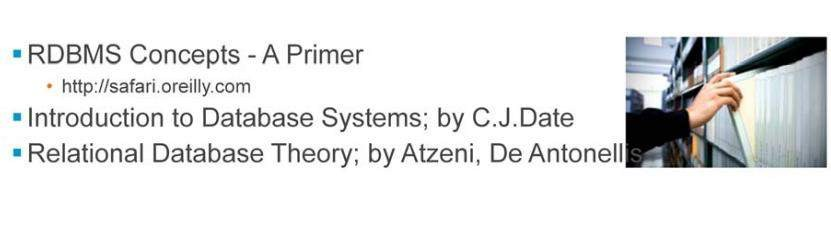 RDBMS Concepts - A Primer
http://safari.oreilly.com
Introduction to Database Systems; by C.J.Date
Relational Database Theory; by Atzeni, De Antonellis